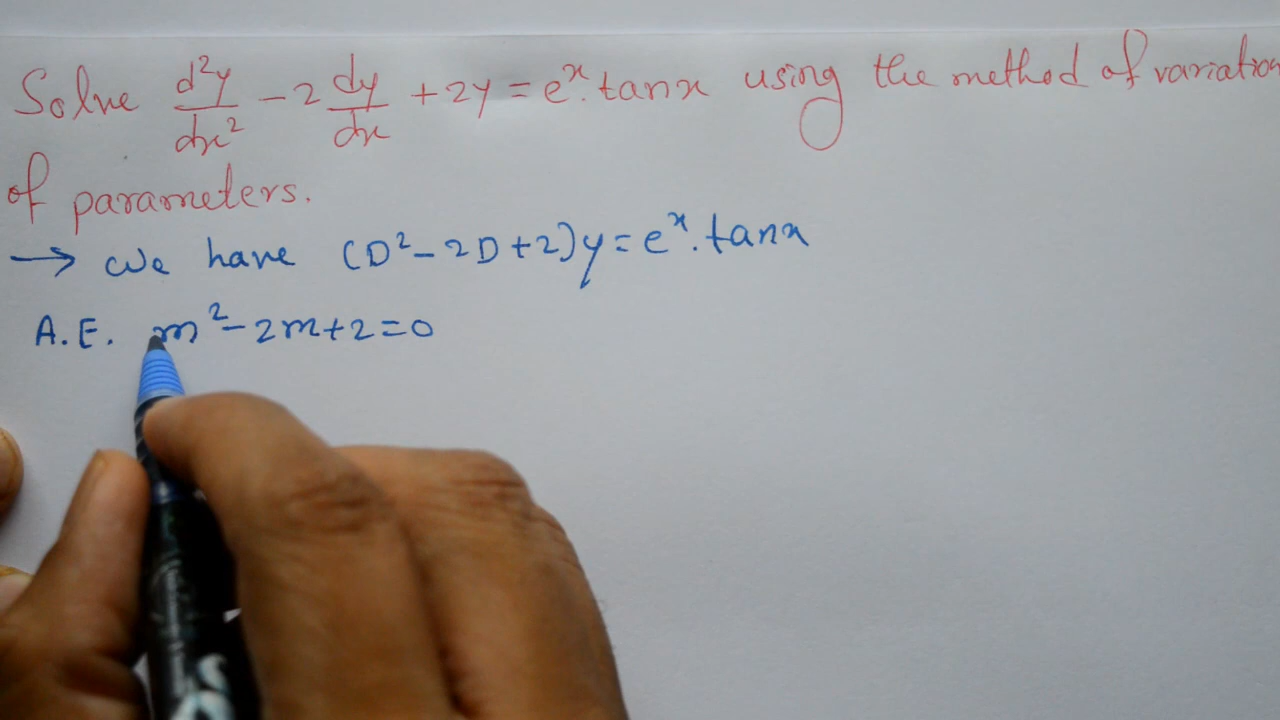 Solve d²y/dx² - 2 dy/dx + 2y = eˣ.tanx using the method of variation
of parameters.
→ We have (D² - 2D + 2)y = eˣ.tanx
A.E. m² - 2m + 2 = 0